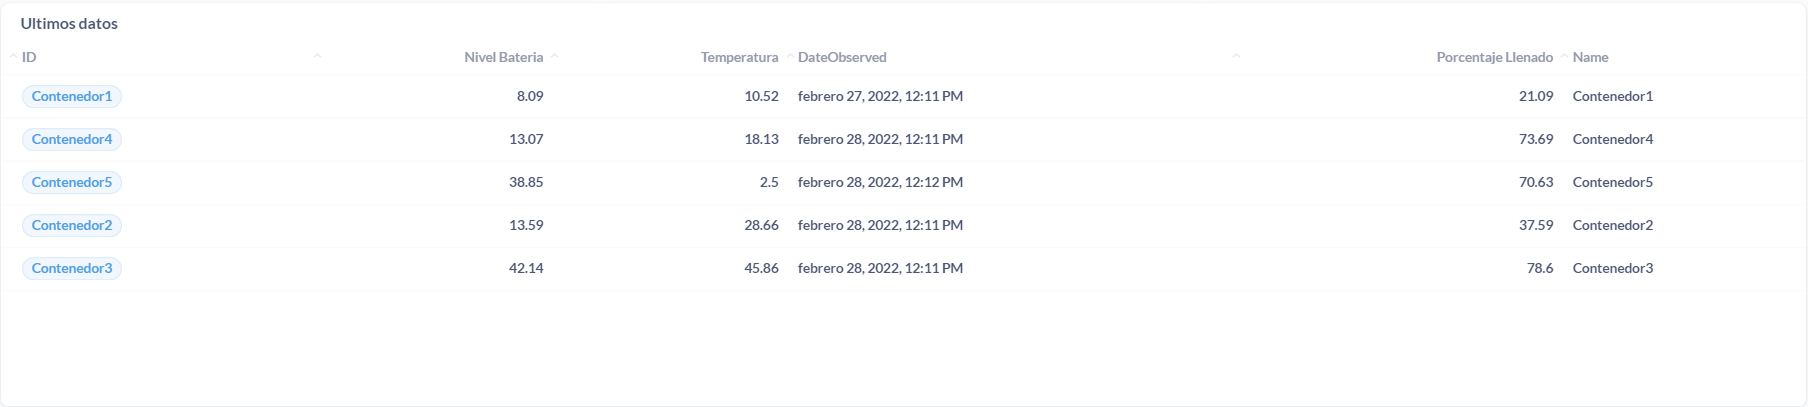 Ultimos datos
ID Nivel Bateria Temperatura DateObserved Porcentaje Llenado Name
Contenedor1 8.09 10.52 febrero 27, 2022, 12:11 PM 21.09 Contenedor1
Contenedor4 13.07 18.13 febrero 28, 2022, 12:11 PM 73.69 Contenedor4
Contenedor5 38.85 2.5 febrero 28, 2022, 12:12 PM 70.63 Contenedor5
Contenedor2 13.59 28.66 febrero 28, 2022, 12:11 PM 37.59 Contenedor2
Contenedor3 42.14 45.86 febrero 28, 2022, 12:11 PM 78.6 Contenedor3